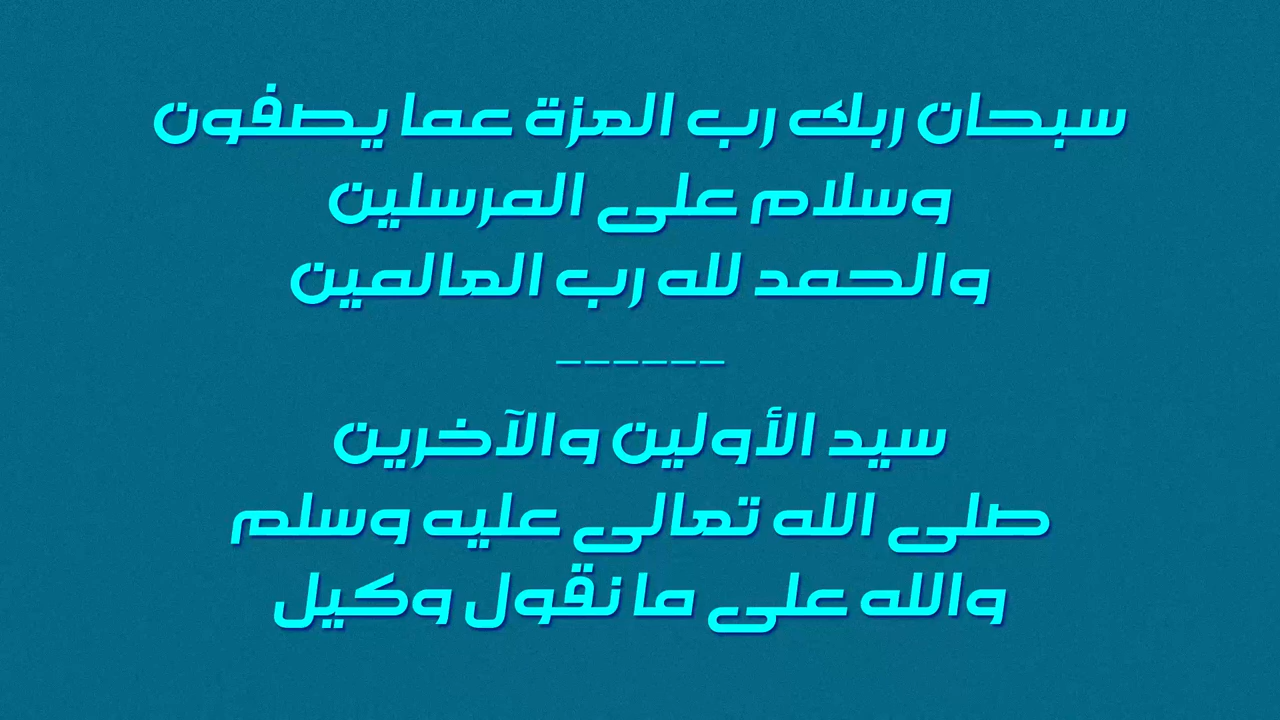 سبحان ربك رب العزة عما يصفون
وسلام على المرسلين
والحمد لله رب العالمين
------
سيد الأولين والآخرين
صلى الله تعالى عليه وسلم
والله على ما نقول وكيل